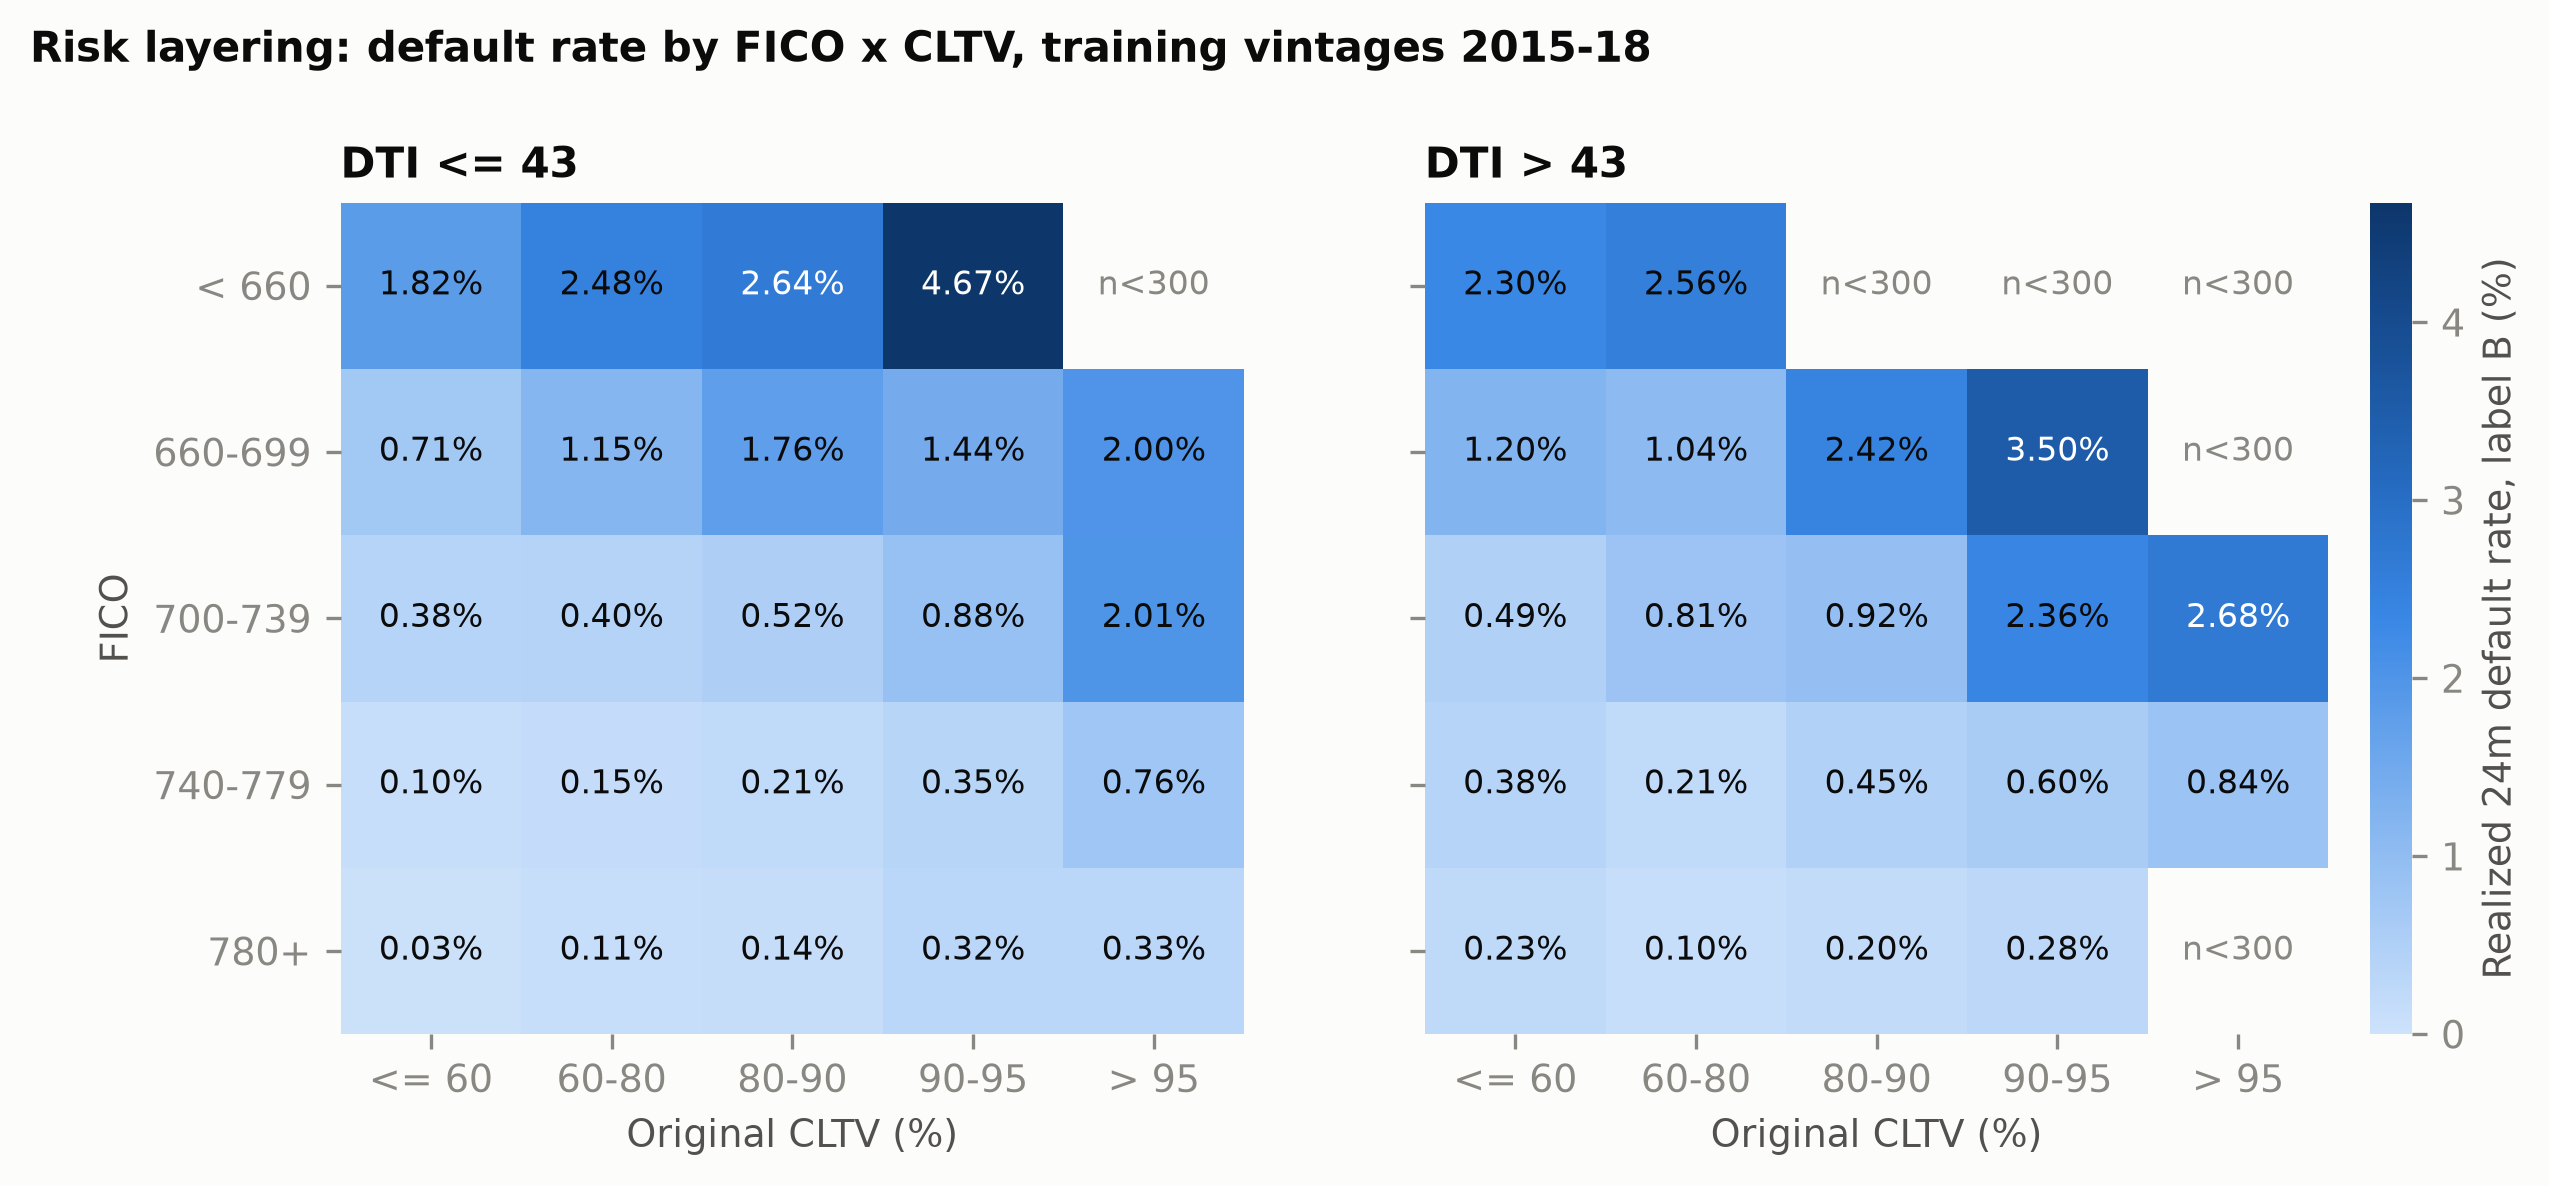 Risk layering: default rate by FICO x CLTV, training vintages 2015-18
DTI <= 43
FICO
< 660 1.82% 2.48% 2.64% 4.67% n<300
660-699 0.71% 1.15% 1.76% 1.44% 2.00%
700-739 0.38% 0.40% 0.52% 0.88% 2.01%
740-779 0.10% 0.15% 0.21% 0.35% 0.76%
780+ 0.03% 0.11% 0.14% 0.32% 0.33%
<= 60 60-80 80-90 90-95 > 95
Original CLTV (%)
DTI > 43
2.30% 2.56% n<300 n<300 n<300
1.20% 1.04% 2.42% 3.50% n<300
0.49% 0.81% 0.92% 2.36% 2.68%
0.38% 0.21% 0.45% 0.60% 0.84%
0.23% 0.10% 0.20% 0.28% n<300
<= 60 60-80 80-90 90-95 > 95
Original CLTV (%)
4
3
2
1
0
Realized 24m default rate, label B (%)